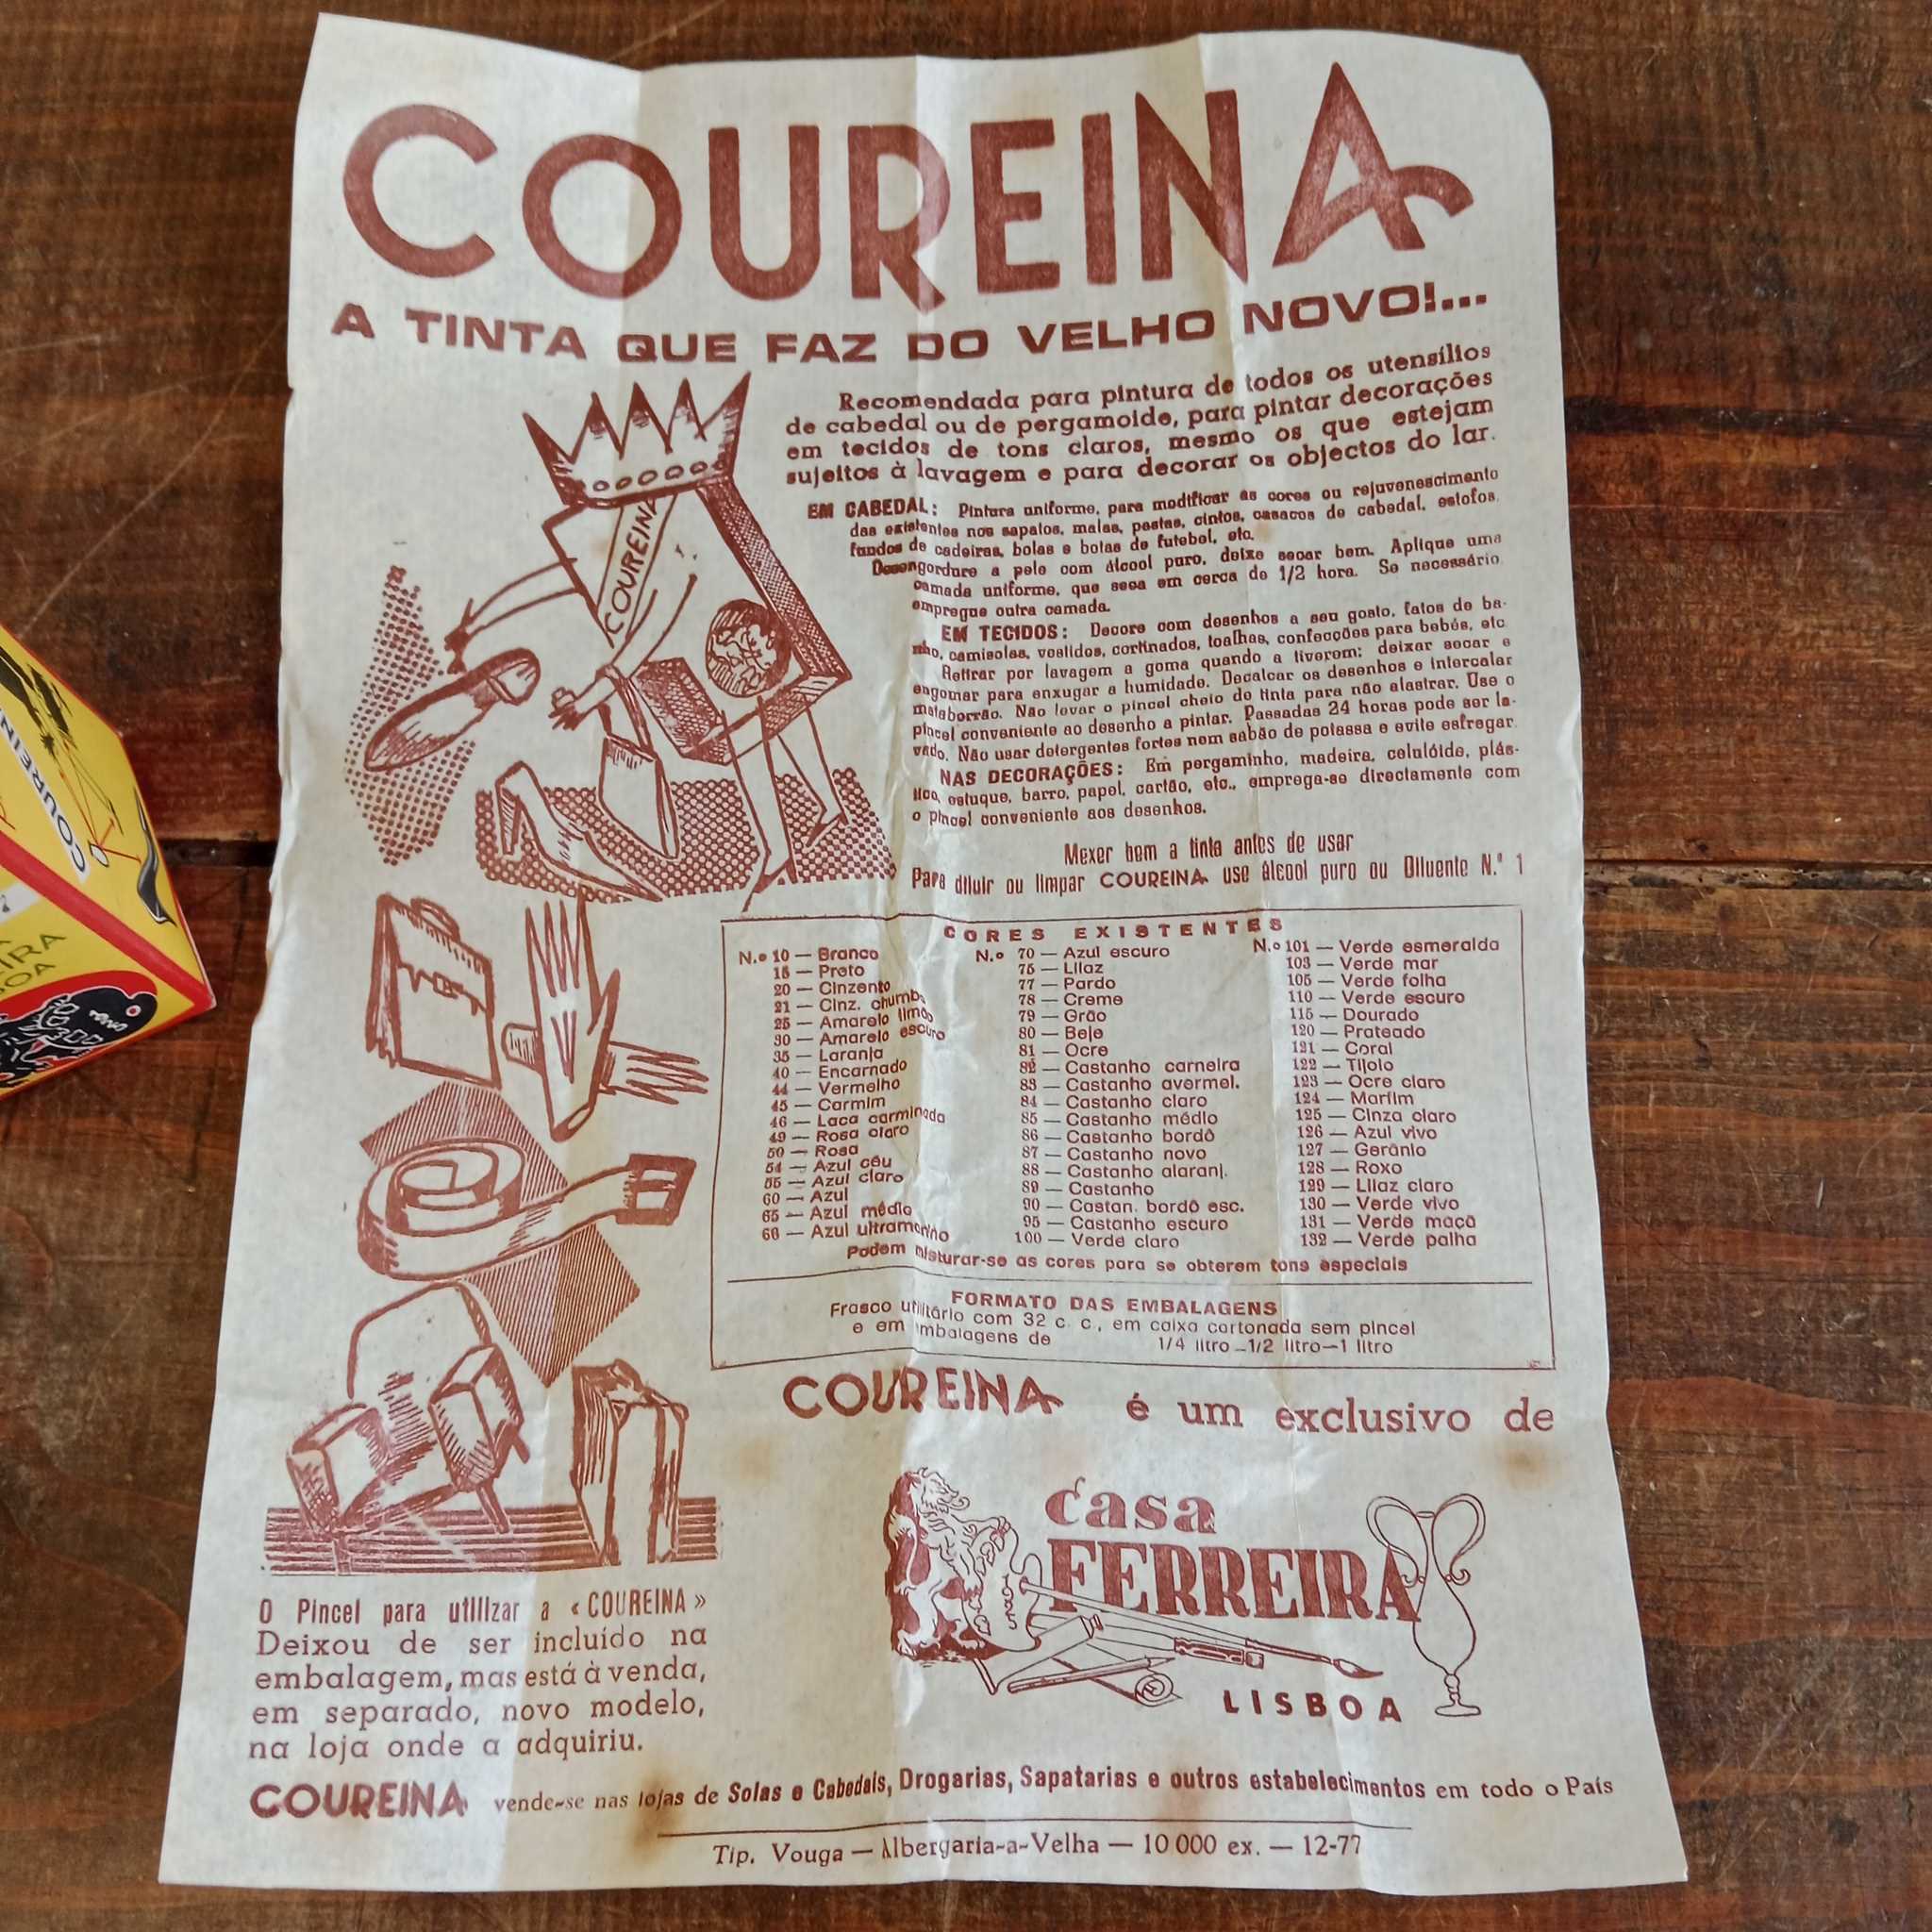 COUREINA
A TINTA QUE FAZ DO VELHO NOVO!...
Recomendada para pintura de todos os utensílios
de cabedal ou de pergamoide, para pintar decorações
em tecidos de tons claros, mesmo os que estejam
sujeitos à lavagem e para decorar os objectos do lar.
EM CABEDAL: Pintura uniforme, para modificar as cores ou rejuvenescimento
das existentes nos sapatos, malas, pastas, cintos, casacos de cabedal, estofos,
fundos de cadeiras, bolas e botas de futebol, etc.
Desengordure a pele com álcool puro, deixe secar bem. Aplique uma
camada uniforme, que seca em cerca de 1/2 hora. Se necessário
empregue outra camada.
EM TECIDOS: Decore com desenhos a seu gosto, fatos de ba-
nho, camisolas, vestidos, cortinados, toalhas, confecções para bebés, etc
Retirar por lavagem a goma quando a tiverem; deixar secar e
engomar para enxugar a humidade. Decalcar os desenhos e intercalar
mataborrão. Não levar o pincel cheio de tinta para não alastrar. Use o
pincel conveniente ao desenho a pintar. Passadas 24 horas pode ser la-
vado. Não usar detergentes fortes nem sabão de potassa e evite esfregar.
NAS DECORAÇÕES: Em pergaminho, madeira, celulóide, plás-
tico, estuque, barro, papel, cartão, etc., emprega-se directamente com
o pincel conveniente aos desenhos.
Mexer bem a tinta antes de usar
Para diluir ou limpar COUREINA use álcool puro ou Diluente N.º 1
COUREINA
CORES EXISTENTES
N.º 10 — Branco
15 — Preto
20 — Cinzento
21 — Cinz. chumbo
25 — Amarelo limão
30 — Amarelo escuro
35 — Laranja
40 — Encarnado
44 — Vermelho
45 — Carmim
46 — Laca carminada
49 — Rosa claro
50 — Rosa
54 — Azul céu
55 — Azul claro
60 — Azul
65 — Azul médio
66 — Azul ultramarinho
N.º 70 — Azul escuro
75 — Lilaz
77 — Pardo
78 — Creme
79 — Grão
80 — Beje
81 — Ocre
82 — Castanho carneira
83 — Castanho avermel.
84 — Castanho claro
85 — Castanho médio
86 — Castanho bordô
87 — Castanho novo
88 — Castanho alaranj.
89 — Castanho
90 — Castan. bordô esc.
95 — Castanho escuro
100 — Verde claro
N.º 101 — Verde esmeralda
103 — Verde mar
105 — Verde folha
110 — Verde escuro
115 — Dourado
120 — Prateado
121 — Coral
122 — Tijolo
123 — Ocre claro
124 — Marfim
125 — Cinza claro
126 — Azul vivo
127 — Gerânio
128 — Roxo
129 — Lilaz claro
130 — Verde vivo
131 — Verde maçã
132 — Verde palha
Podem misturar-se as cores para se obterem tons especiais
FORMATO DAS EMBALAGENS
Frasco utilitário com 32 c. c., em caixa cartonada sem pincel
e em embalagens de 1/4 litro — 1/2 litro — 1 litro
COUREINA é um exclusivo de
Casa
FERREIRA
LISBOA
O Pincel para utilizar a «COUREINA»
Deixou de ser incluído na
embalagem, mas está à venda,
em separado, novo modelo,
na loja onde a adquiriu.
COUREINA vende-se nas lojas de Solas e Cabedais, Drogarias, Sapatarias e outros estabelecimentos em todo o País
Tip. Vouga — Albergaria-a-Velha — 10 000 ex. — 12-77